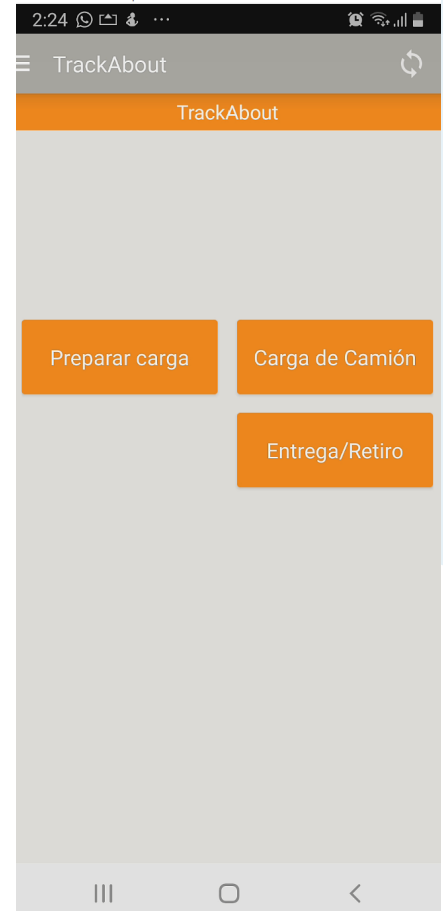 2:24
TrackAbout
TrackAbout
Preparar carga
Carga de Camión
Entrega/Retiro